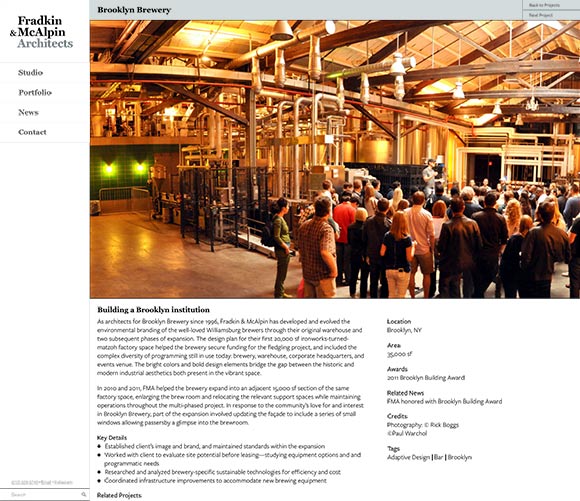 Fradkin
& McAlpin
Architects
Studio
Portfolio
News
Contact
Search
Brooklyn Brewery
Back to Projects
Next Project
Building a Brooklyn institution
As architects for Brooklyn Brewery since 1996, Fradkin & McAlpin has developed and evolved the
environmental branding of the well-loved Williamsburg brewers through their original warehouse and
two subsequent phases of expansion. The design plan for their first 20,000 sf ironworks-turned-
matzoh factory space helped the brewery secure funding for the fledgling project, and included the
complex diversity of programming still in use today: brewery, warehouse, corporate headquarters, and
events venue. The bright colors and bold design elements bridge the gap between the historic and
modern industrial aesthetics both present in the vibrant space.
In 2010 and 2011, FMA helped the brewery expand into an adjacent 15,000 sf section of the same
factory space, enlarging the brew room and relocating the relevant support spaces while maintaining
operations throughout the multi-phased project. In response to the community's love for and interest
in Brooklyn Brewery, part of the expansion involved updating the façade to include a series of small
windows allowing passersby a glimpse into the brewroom.
Key Details
Established client's image and brand, and maintained standards within the expansion
Worked with client to evaluate site potential before leasing—studying equipment options and and
programmatic needs
Researched and analyzed brewery-specific sustainable technologies for efficiency and cost
Coordinated infrastructure improvements to accommodate new brewing equipment
Related Projects
Location
Brooklyn, NY
Area
35,000 sf
Awards
2011 Brooklyn Building Award
Related News
FMA honored with Brooklyn Building Award
Credits
Photography: © Rick Boggs
©Paul Warchol
Tags
Adaptive Design | Bar | Brooklyn